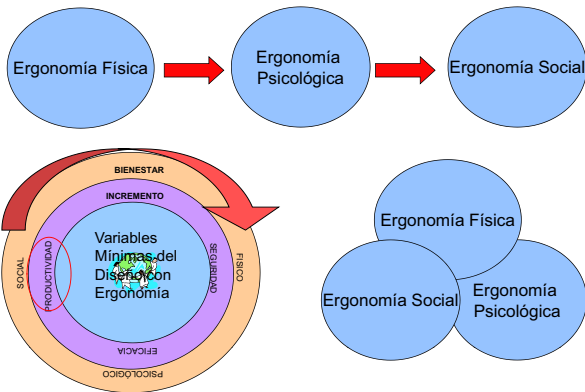 Ergonomía Física
Ergonomía
Psicológica
Ergonomía Social
BIENESTAR
INCREMENTO
Variables
Mínimas del
Diseño con
Ergonomía
SOCIAL
PRODUCTIVIDAD
SEGURIDAD
FISICO
EFICACIA
PSICOLÓGICO
Ergonomía Física
Ergonomía Social
Ergonomía
Psicológica